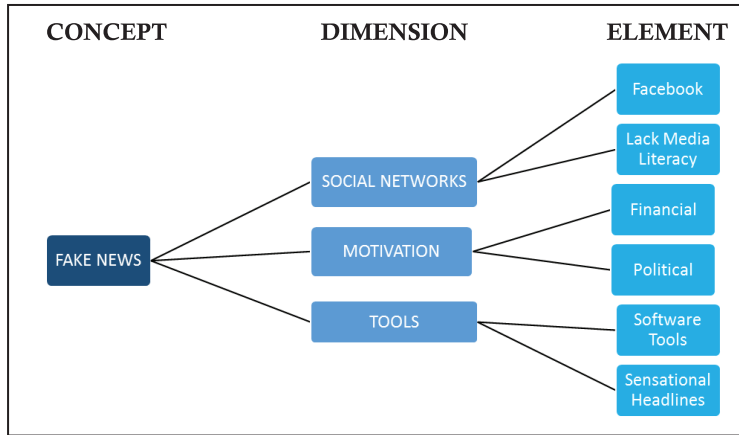 CONCEPT
DIMENSION
ELEMENT
FAKE NEWS
SOCIAL NETWORKS
MOTIVATION
TOOLS
Facebook
Lack Media
Literacy
Financial
Political
Software
Tools
Sensational
Headlines